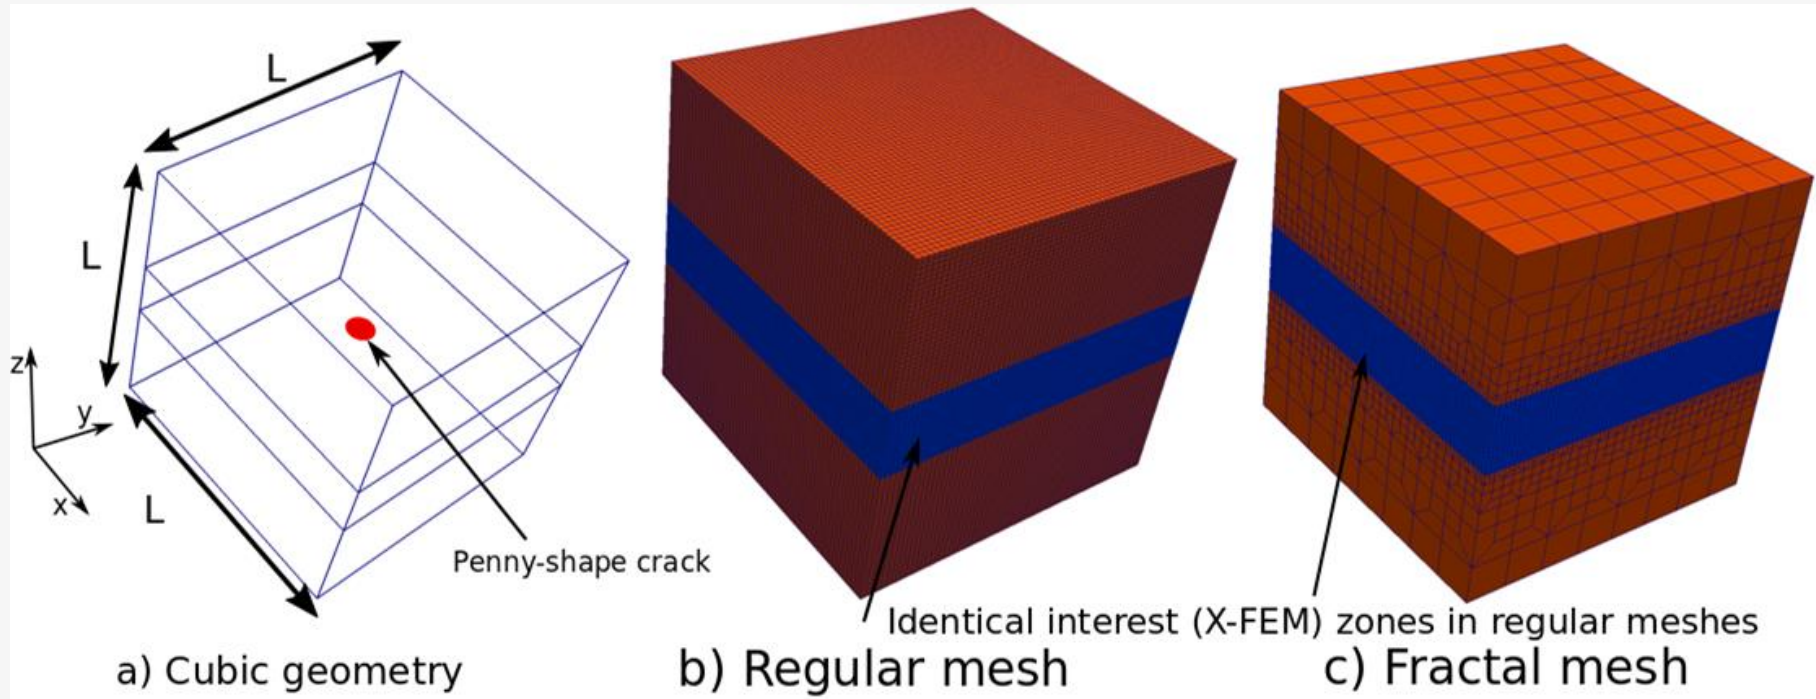 L
L
z
y
x
L
Penny-shape crack
Identical interest (X-FEM) zones in regular meshes
a) Cubic geometry
b) Regular mesh
c) Fractal mesh